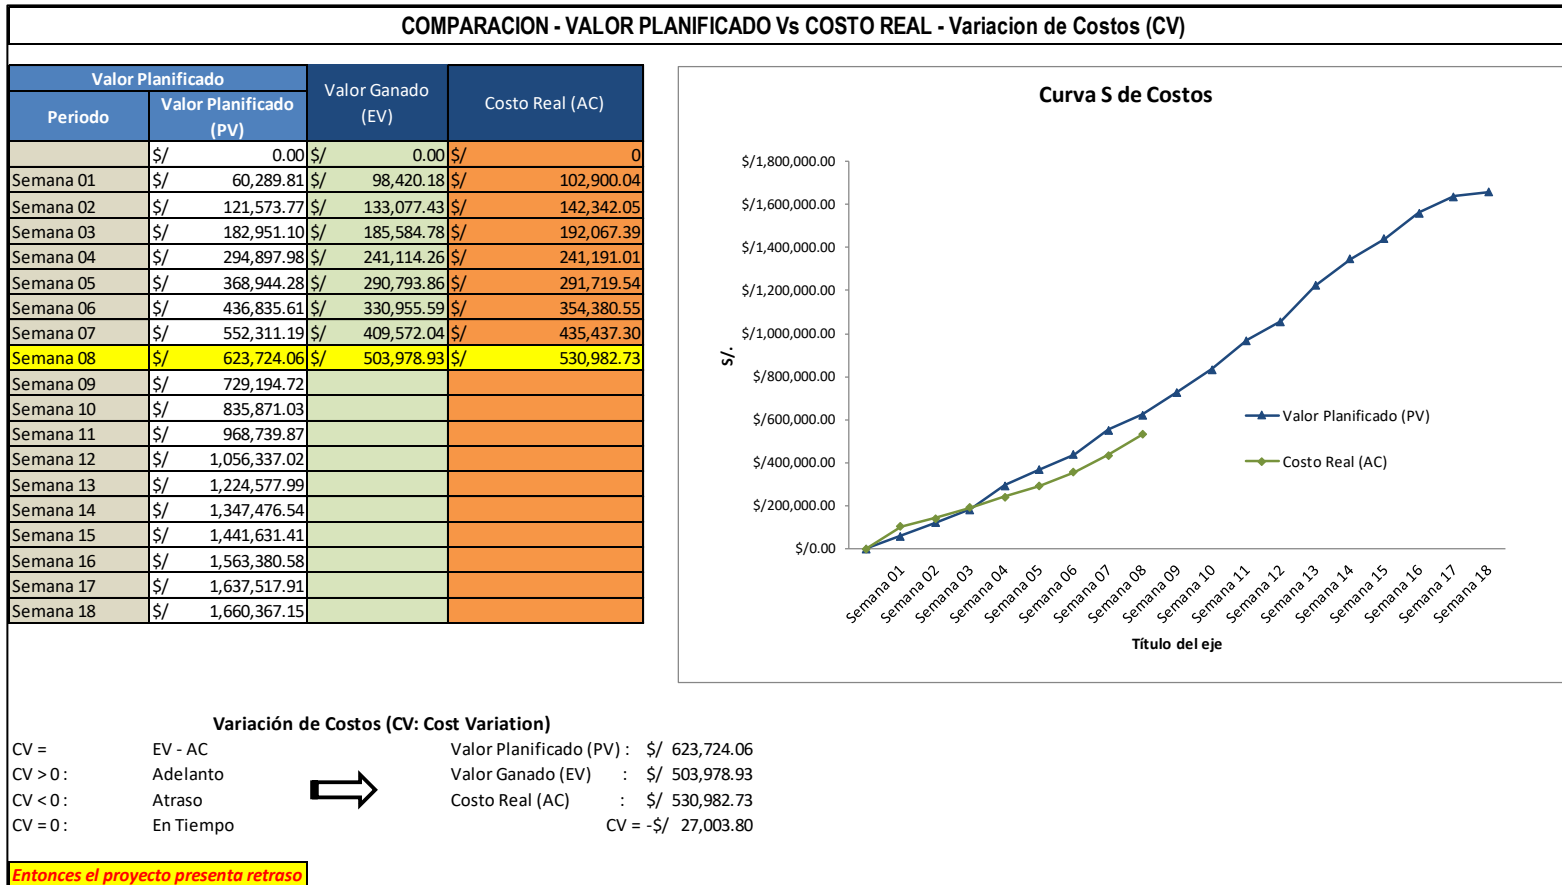 COMPARACION - VALOR PLANIFICADO Vs COSTO REAL - Variacion de Costos (CV)
Valor Planificado
Valor Ganado (EV)
Costo Real (AC)
Periodo
Valor Planificado (PV)
S/ 0.00 S/ 0.00 S/ 0
Semana 01 S/ 60,289.81 S/ 98,420.18 S/ 102,900.04
Semana 02 S/ 121,573.77 S/ 133,077.43 S/ 142,342.05
Semana 03 S/ 182,951.10 S/ 185,584.78 S/ 192,067.39
Semana 04 S/ 294,897.98 S/ 241,114.26 S/ 241,191.01
Semana 05 S/ 368,944.28 S/ 290,793.86 S/ 291,719.54
Semana 06 S/ 436,835.61 S/ 330,955.59 S/ 354,380.55
Semana 07 S/ 552,311.19 S/ 409,572.04 S/ 435,437.30
Semana 08 S/ 623,724.06 S/ 503,978.93 S/ 530,982.73
Semana 09 S/ 729,194.72
Semana 10 S/ 835,871.03
Semana 11 S/ 968,739.87
Semana 12 S/ 1,056,337.02
Semana 13 S/ 1,224,577.99
Semana 14 S/ 1,347,476.54
Semana 15 S/ 1,441,631.41
Semana 16 S/ 1,563,380.58
Semana 17 S/ 1,637,517.91
Semana 18 S/ 1,660,367.15
Curva S de Costos
S/.
S/1,800,000.00
S/1,600,000.00
S/1,400,000.00
S/1,200,000.00
S/1,000,000.00
S/800,000.00
S/600,000.00
S/400,000.00
S/200,000.00
S/0.00
Valor Planificado (PV)
Costo Real (AC)
Semana 01
Semana 02
Semana 03
Semana 04
Semana 05
Semana 06
Semana 07
Semana 08
Semana 09
Semana 10
Semana 11
Semana 12
Semana 13
Semana 14
Semana 15
Semana 16
Semana 17
Semana 18
Título del eje
Variación de Costos (CV: Cost Variation)
CV = EV - AC
CV > 0 : Adelanto
CV < 0 : Atraso
CV = 0 : En Tiempo
Valor Planificado (PV) : S/ 623,724.06
Valor Ganado (EV) : S/ 503,978.93
Costo Real (AC) : S/ 530,982.73
CV = -S/ 27,003.80
Entonces el proyecto presenta retraso